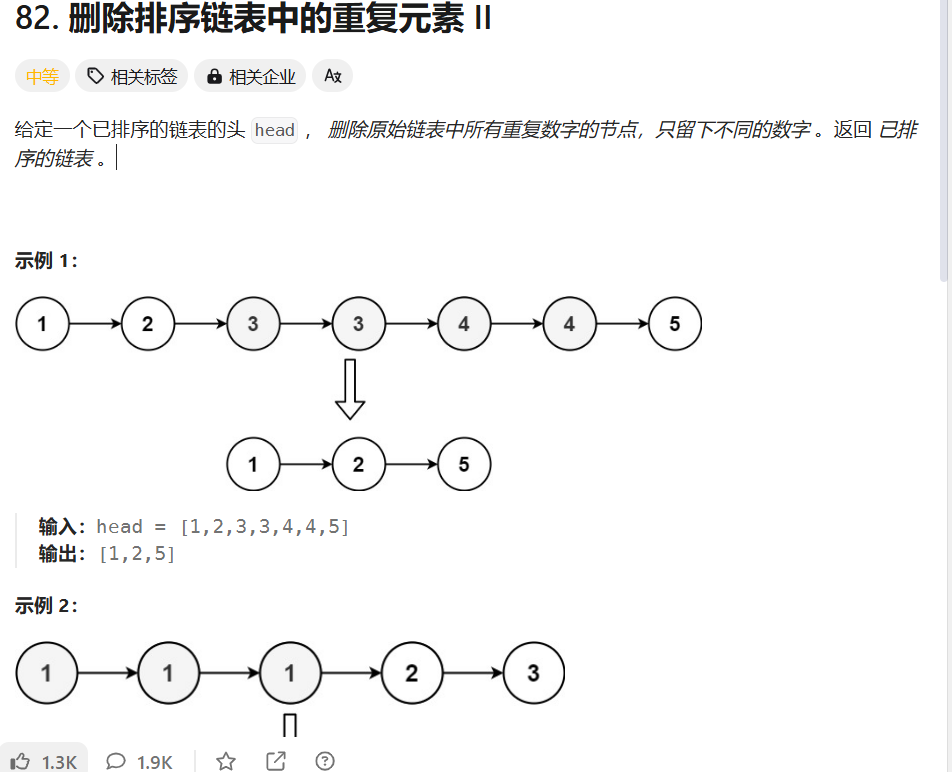 82. 删除排序链表中的重复元素 II
中等 相关标签 相关企业 A文
给定一个已排序的链表的头 head ， 删除原始链表中所有重复数字的节点，只留下不同的数字 。返回 已排
序的链表 。
示例 1：
1 2 3 3 4 4 5
1 2 5
输入：head = [1,2,3,3,4,4,5]
输出：[1,2,5]
示例 2：
1 1 1 2 3
1.3K 1.9K